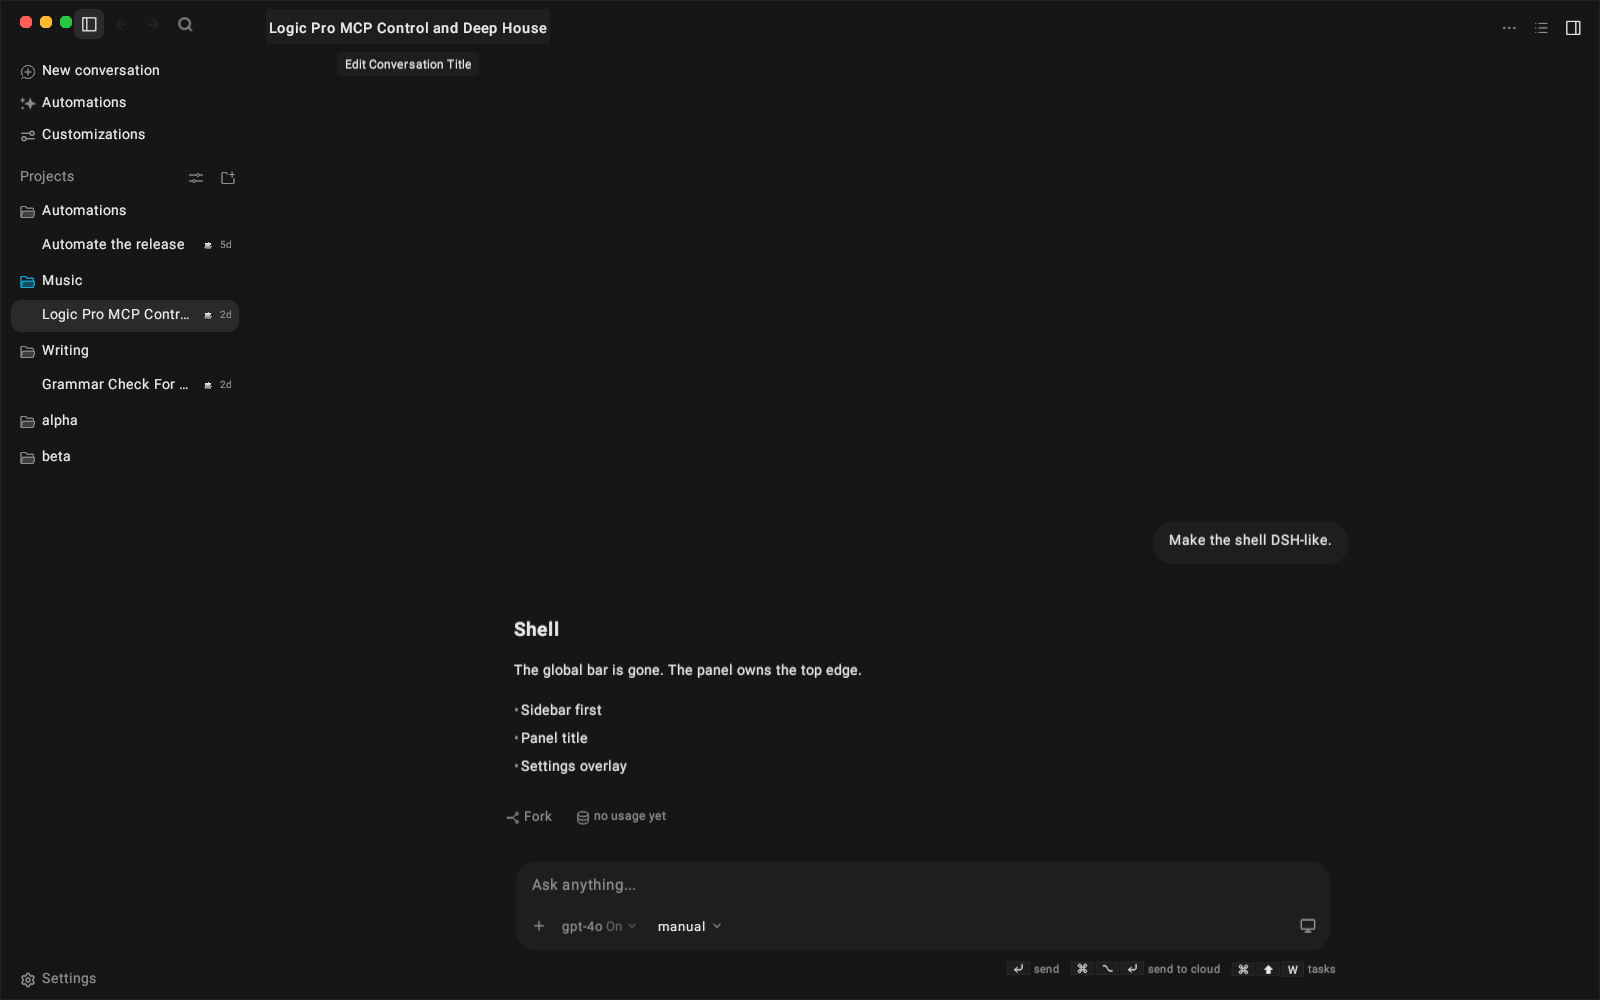 Logic Pro MCP Control and Deep House
Edit Conversation Title
New conversation
Automations
Customizations
Projects
Automations
Automate the release 5d
Music
Logic Pro MCP Contr... 2d
Writing
Grammar Check For ... 2d
alpha
beta
Make the shell DSH-like.
Shell
The global bar is gone. The panel owns the top edge.
• Sidebar first
• Panel title
• Settings overlay
Fork no usage yet
Ask anything...
gpt-4o On manual
send ⌘ ⌥ send to cloud ⌘ W tasks
Settings